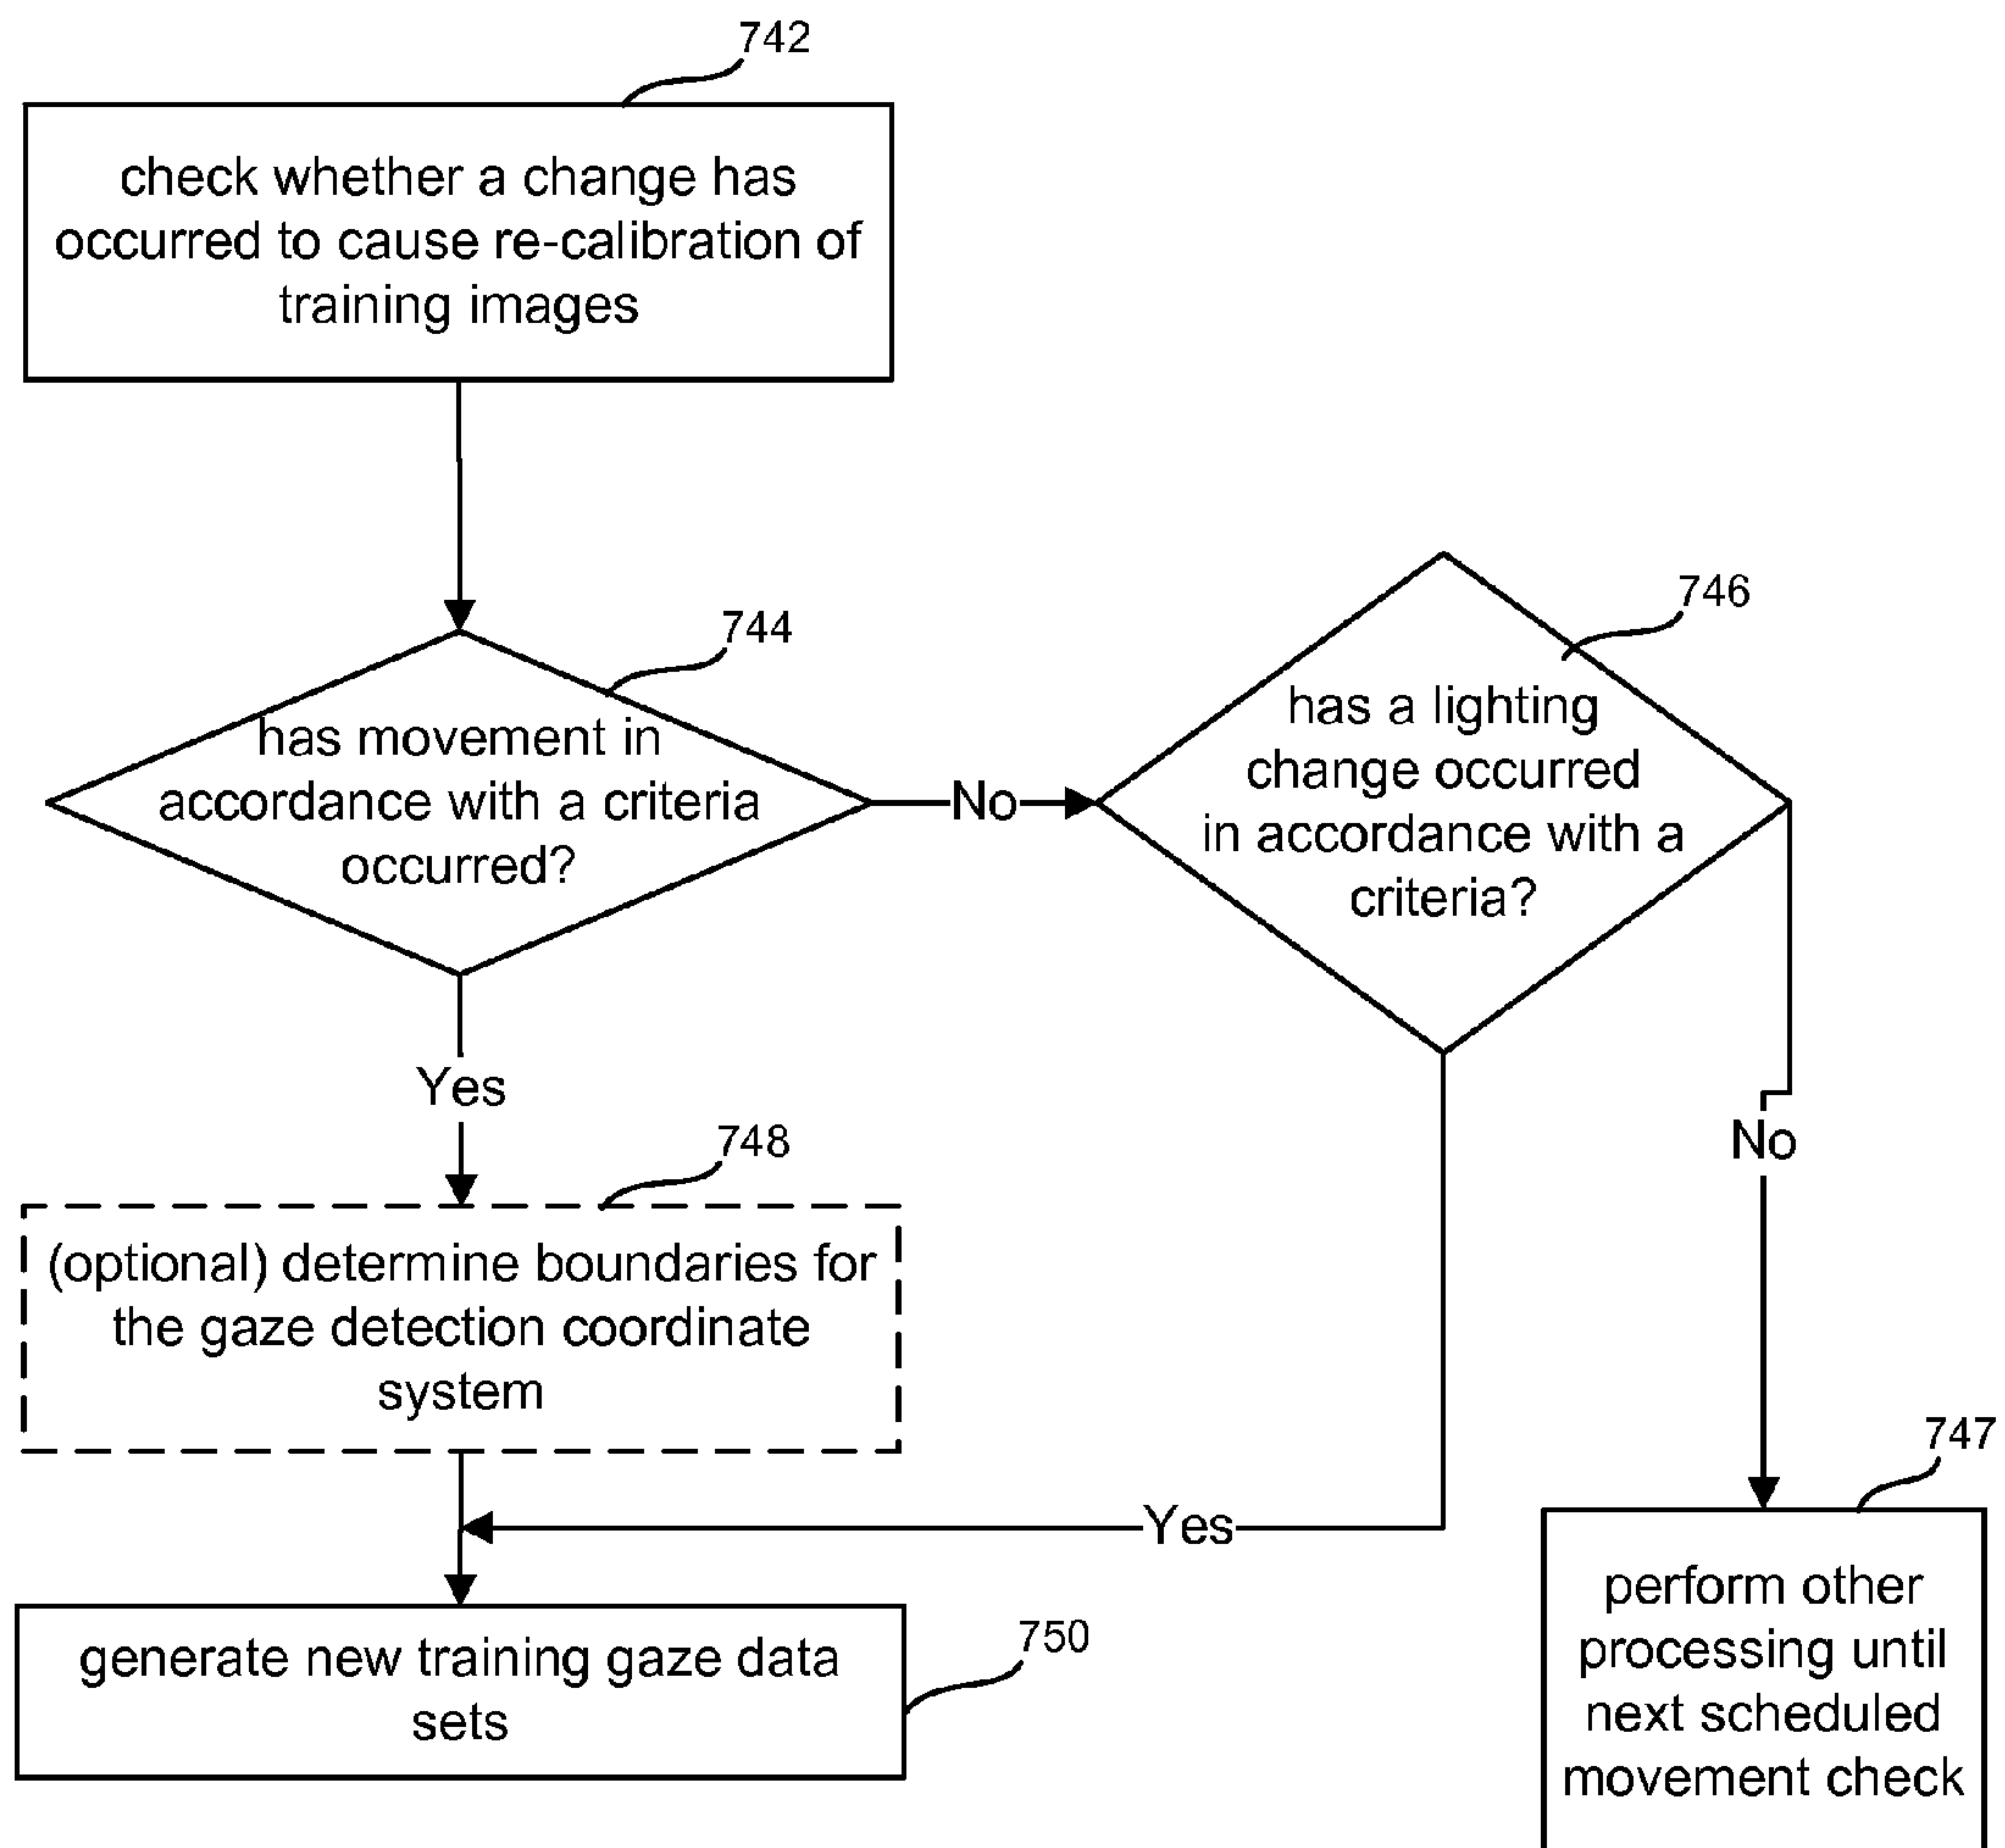 742
check whether a change has
occurred to cause re-calibration of
training images
744
has movement in
accordance with a criteria
occurred?
No
746
has a lighting
change occurred
in accordance with a
criteria?
Yes
No
748
(optional) determine boundaries for
the gaze detection coordinate
system
Yes
747
perform other
processing until
next scheduled
movement check
generate new training gaze data
sets
750